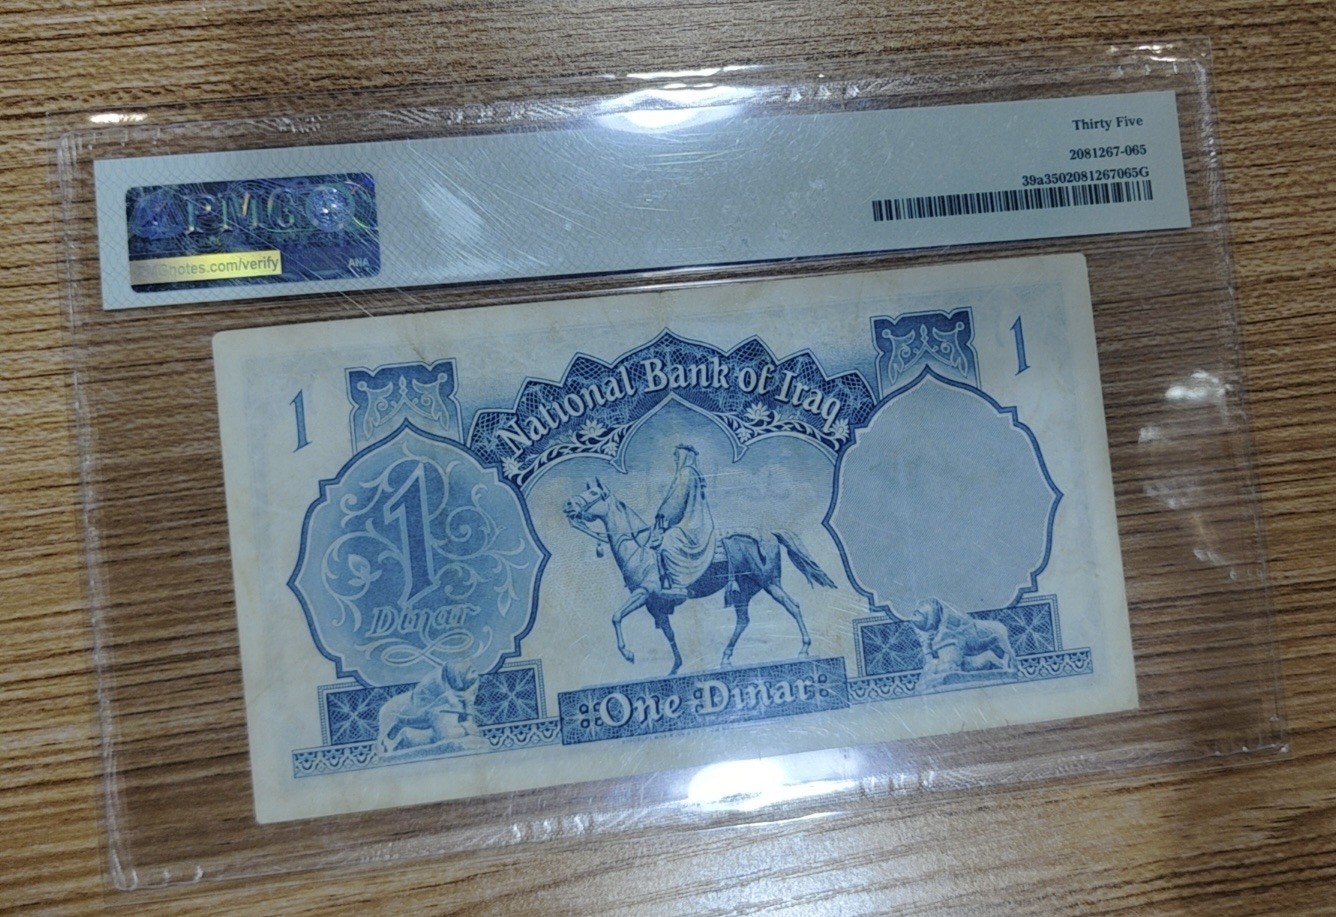 Thirty Five
2081267-065
39a3502081267065G
PMG
PMGnotes.com/verify
ANA
1
1
National Bank of Iraq
1
Dinar
One Dinar